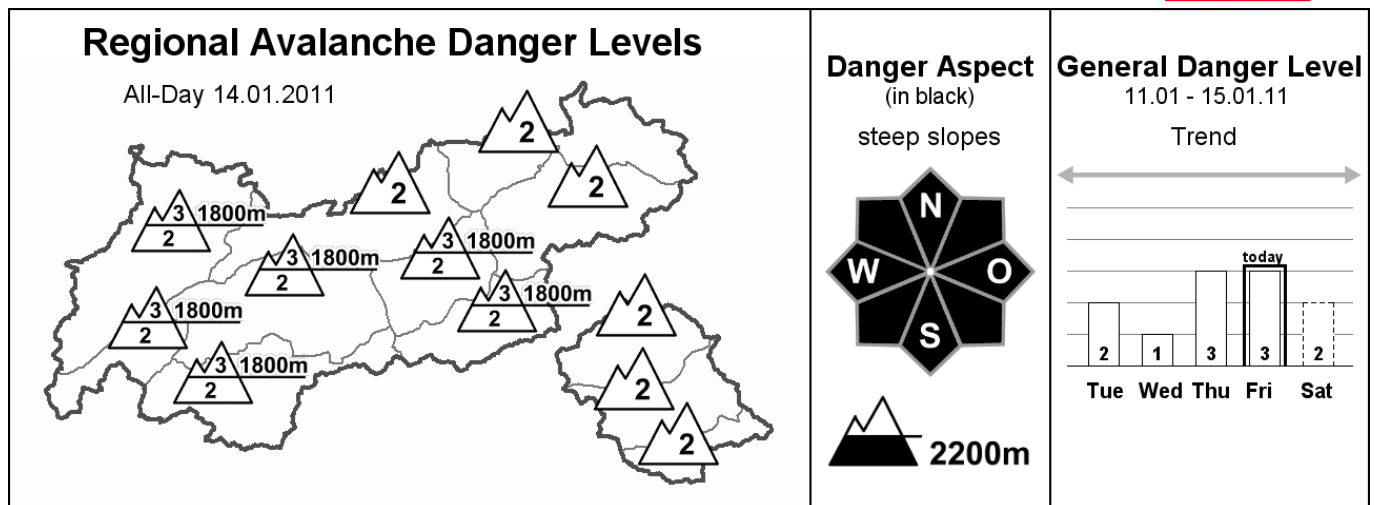 Regional Avalanche Danger Levels
All-Day 14.01.2011
2
2
2
3 1800m
2
3 1800m
2
3 1800m
2
3 1800m
2
3 1800m
2
3 1800m
2
2
2
2
Danger Aspect
(in black)
steep slopes
N
W O
S
2200m
General Danger Level
11.01 - 15.01.11
Trend
today
2 1 3 3 2
Tue Wed Thu Fri Sat